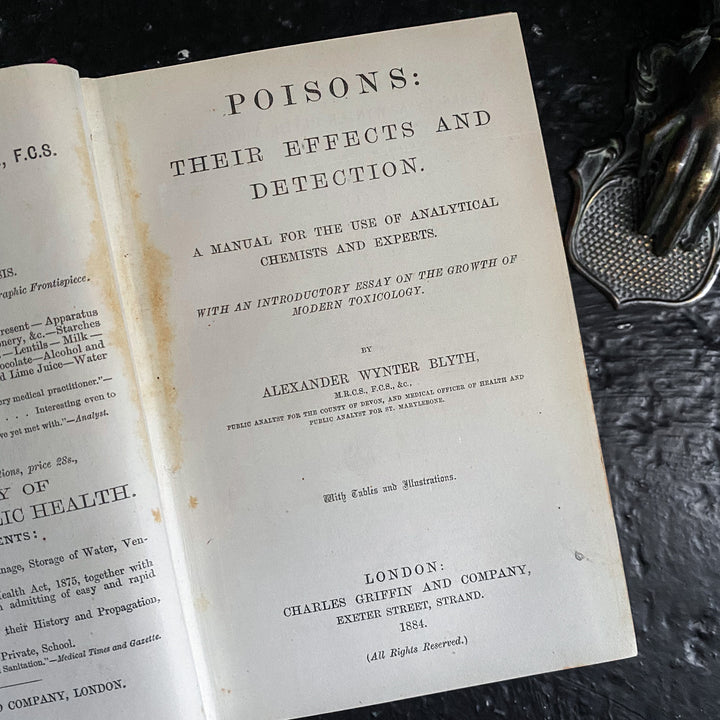 , F.C.S.
SIS.
raphic Frontispiece.
resent — Apparatus
onery, &c. — Starches
— Lentils — Milk —
ocolate — Alcohol and
d Lime Juice — Water
ory medical practitioner."—
. . . . Interesting even to
ve yet met with."—Analyst.
tions, price 28s.,
Y OF
LIC HEALTH.
ENTS:
nage, Storage of Water, Ven-
Health Act, 1875, together with
admitting of easy and rapid
their History and Propagation,
Private, School.
Sanitation."—Medical Times and Gazette.
COMPANY, LONDON.
POISONS:
THEIR EFFECTS AND
DETECTION.
A MANUAL FOR THE USE OF ANALYTICAL
CHEMISTS AND EXPERTS.
WITH AN INTRODUCTORY ESSAY ON THE GROWTH OF
MODERN TOXICOLOGY.
BY
ALEXANDER WYNTER BLYTH,
M.R.C.S., F.C.S., &c.,
PUBLIC ANALYST FOR THE COUNTY OF DEVON, AND MEDICAL OFFICER OF HEALTH AND
PUBLIC ANALYST FOR ST. MARYLEBONE.
With Tables and Illustrations.
LONDON:
CHARLES GRIFFIN AND COMPANY,
EXETER STREET, STRAND.
1884.
(All Rights Reserved.)